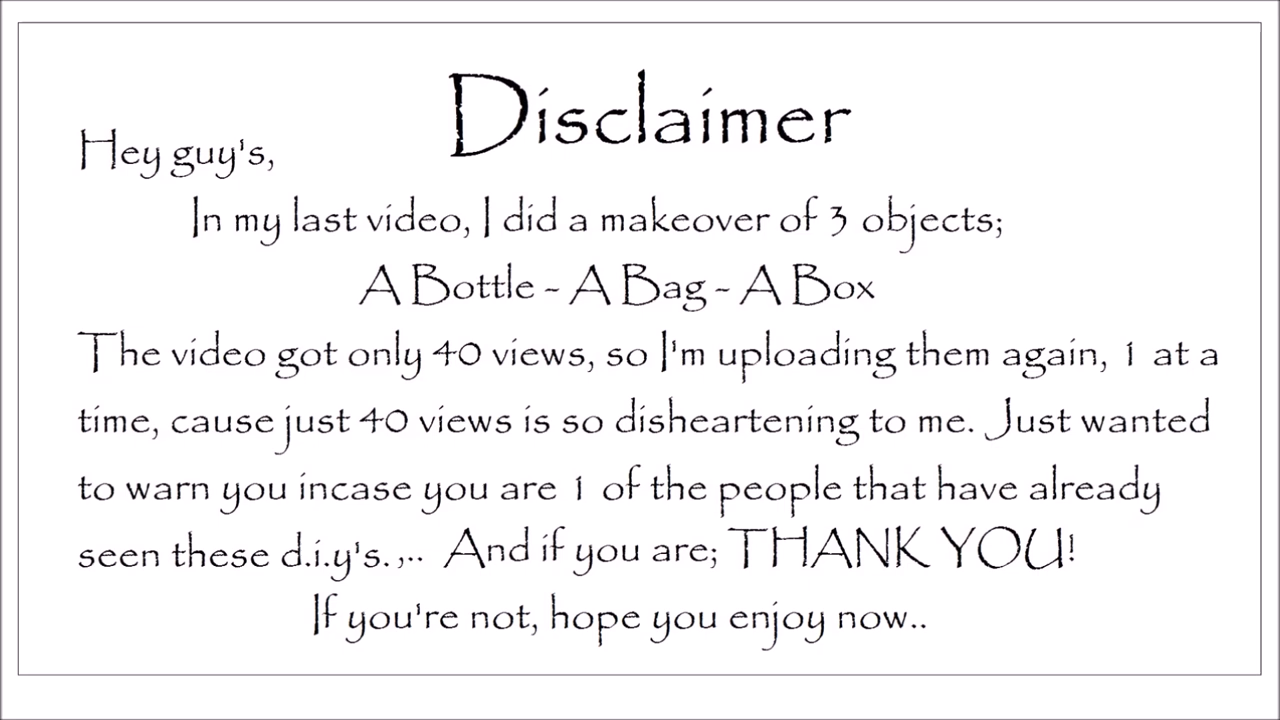 Disclaimer
Hey guy's,
In my last video, I did a makeover of 3 objects;
A Bottle - A Bag - A Box
The video got only 40 views, so I'm uploading them again, 1 at a
time, cause just 40 views is so disheartening to me. Just wanted
to warn you incase you are 1 of the people that have already
seen these d.i.y's.,.. And if you are; THANK YOU!
If you're not, hope you enjoy now..